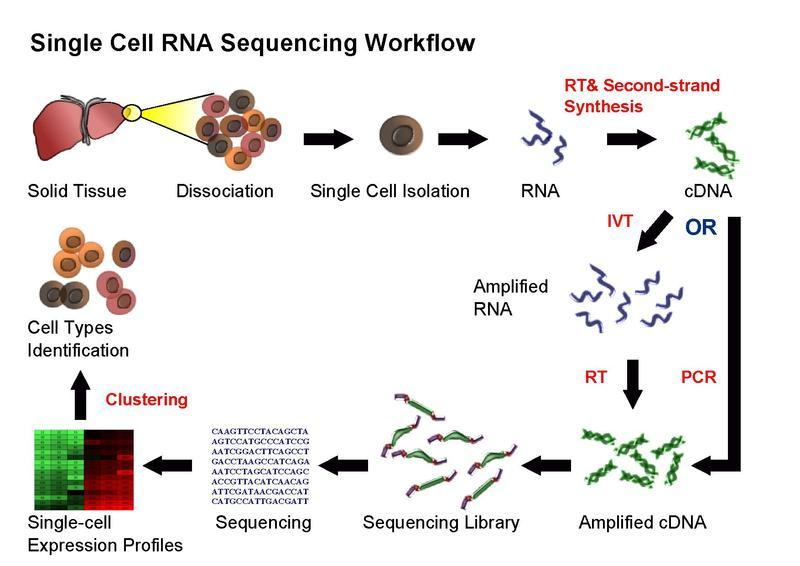 Single Cell RNA Sequencing Workflow
RT& Second-strand
Synthesis
Solid Tissue
Dissociation
Single Cell Isolation
RNA
cDNA
IVT
OR
Amplified
RNA
Cell Types
Identification
RT
PCR
Clustering
CAAGTTCCTACAGCTA
AGTCCATGCCCATCCG
AATCGGACTTCAGCCT
GACCTAAGCCATCAGA
AATCCTAGCATCCAGC
ACCGTTACATCAACAG
ATTCGATAACGACCAT
CATGCCATTGACGATT
Single-cell
Expression Profiles
Sequencing
Sequencing Library
Amplified cDNA